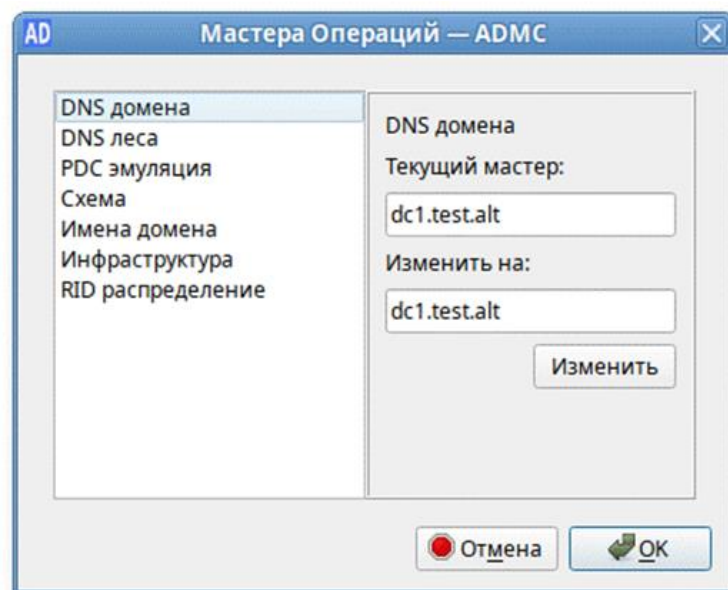 AD Мастера Операций — ADMC
DNS домена
DNS леса
PDC эмуляция
Схема
Имена домена
Инфраструктура
RID распределение
DNS домена
Текущий мастер:
dc1.test.alt
Изменить на:
dc1.test.alt
Изменить
Отмена
OK